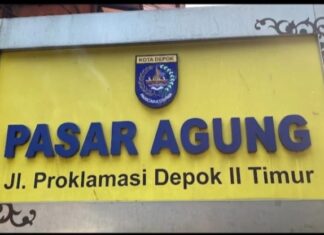 KOTA DEPOK
PASAR AGUNG
Jl. Proklamasi Depok II Timur